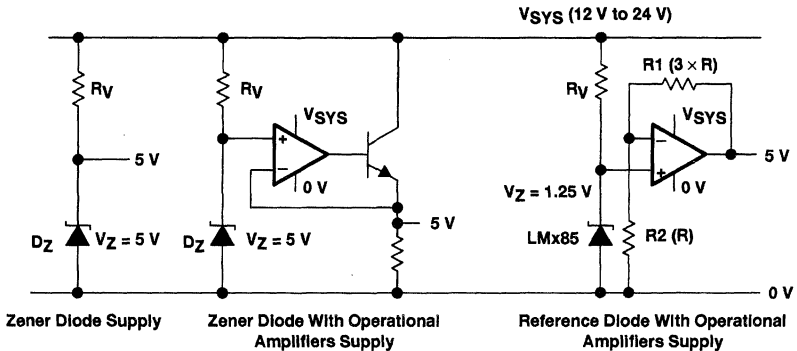 VSYS (12 V to 24 V)
RV
5 V
DZ
VZ = 5 V
Zener Diode Supply
RV
VSYS
+
−
0 V
5 V
DZ
VZ = 5 V
Zener Diode With Operational
Amplifiers Supply
RV
R1 (3 × R)
VSYS
−
+
0 V
5 V
VZ = 1.25 V
LMx85
R2 (R)
0 V
Reference Diode With Operational
Amplifiers Supply